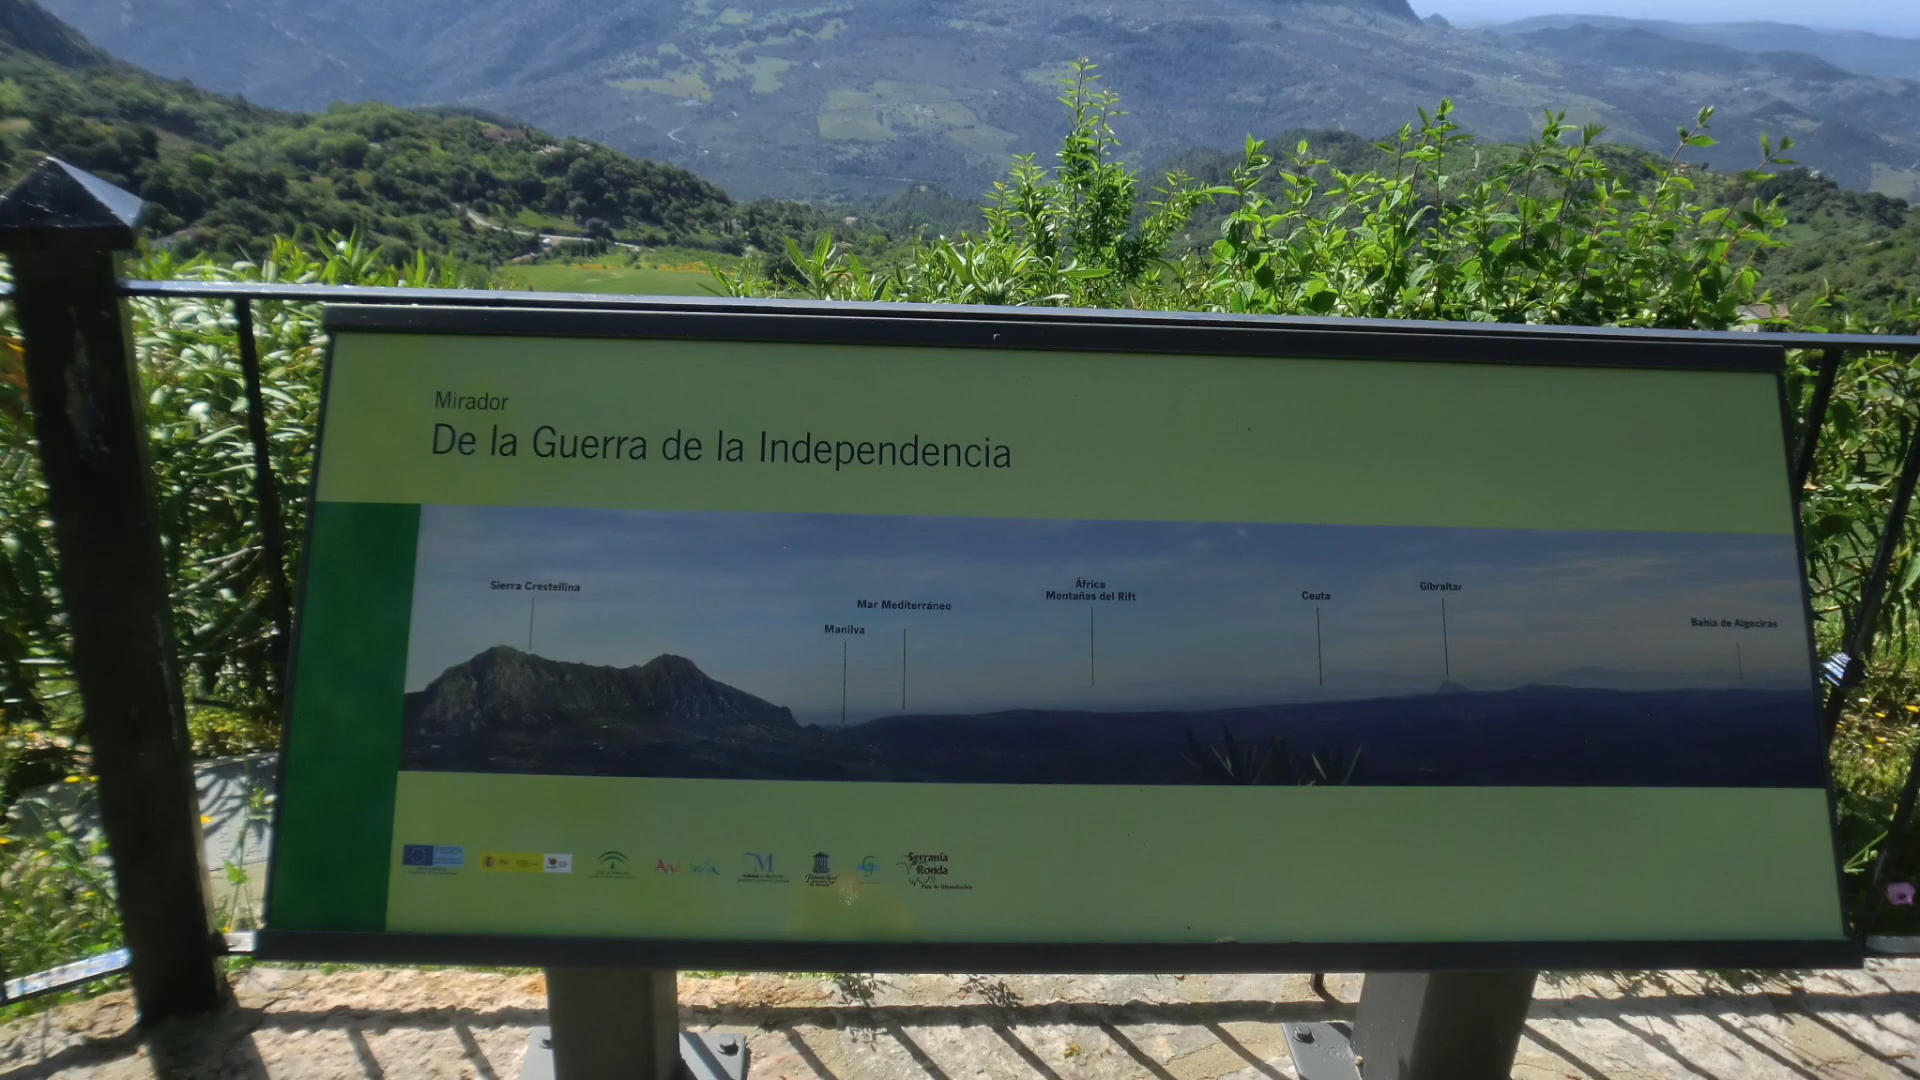 Mirador
De la Guerra de la Independencia
Sierra Crestellina
Manilva
Mar Mediterráneo
África
Montañas del Rift
Ceuta
Gibraltar
Bahía de Algeciras
FEDER
M
Serranía
Ronda